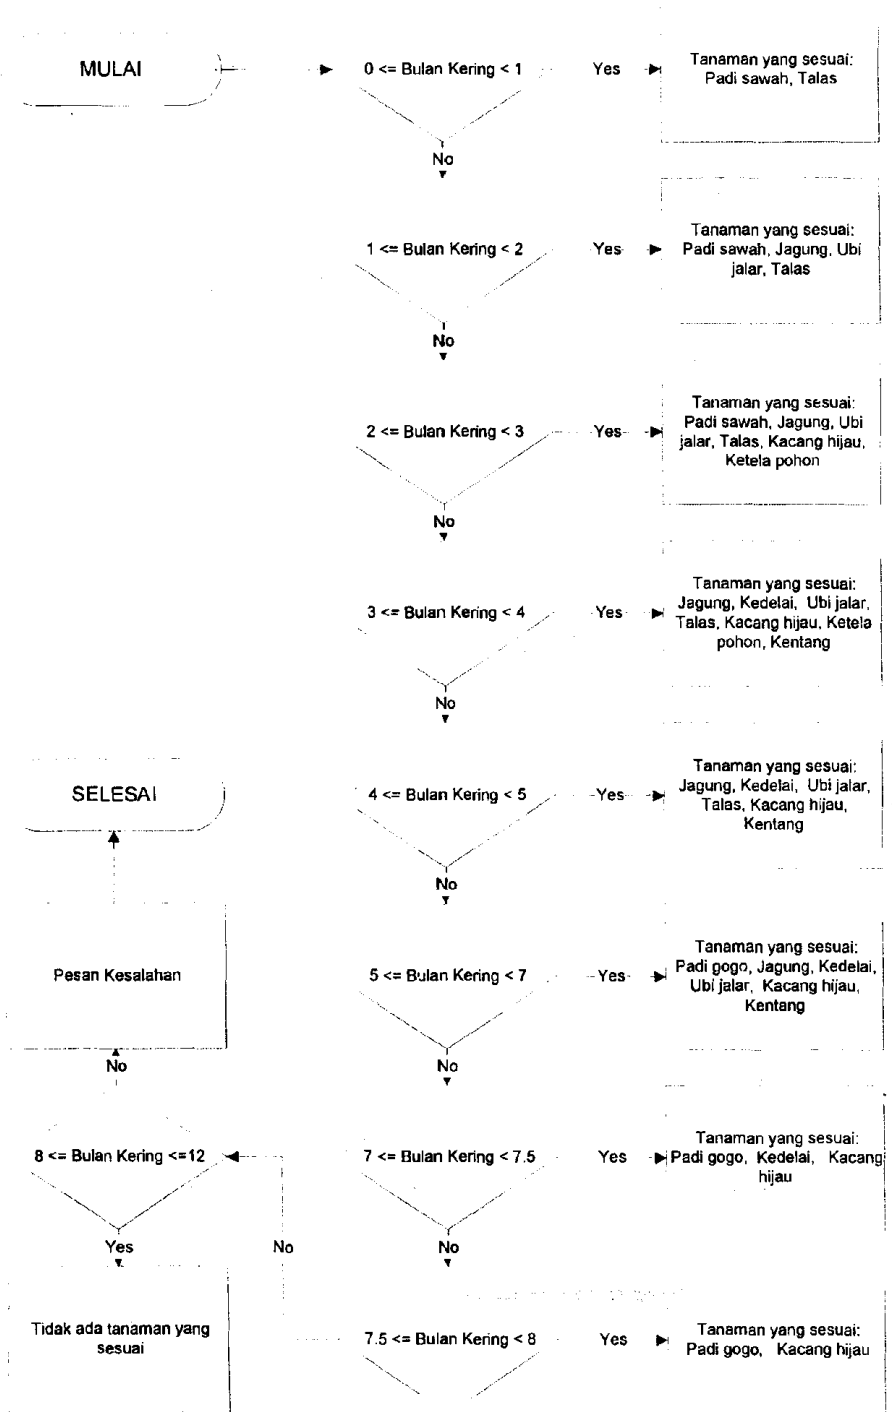 MULAI
0 <= Bulan Kering < 1
Yes
Tanaman yang sesuai:
Padi sawah, Talas
No
1 <= Bulan Kering < 2
Yes
Tanaman yang sesuai:
Padi sawah, Jagung, Ubi
jalar, Talas
No
2 <= Bulan Kering < 3
Yes
Tanaman yang sesuai:
Padi sawah, Jagung, Ubi
jalar, Talas, Kacang hijau,
Ketela pohon
No
3 <= Bulan Kering < 4
Yes
Tanaman yang sesuai:
Jagung, Kedelai, Ubi jalar,
Talas, Kacang hijau, Ketela
pohon, Kentang
No
SELESAI
4 <= Bulan Kering < 5
Yes
Tanaman yang sesuai:
Jagung, Kedelai, Ubi jalar,
Talas, Kacang hijau,
Kentang
No
Pesan Kesalahan
5 <= Bulan Kering < 7
Yes
Tanaman yang sesuai:
Padi gogo, Jagung, Kedelai,
Ubi jalar, Kacang hijau,
Kentang
No
No
8 <= Bulan Kering <=12
7 <= Bulan Kering < 7.5
Yes
Tanaman yang sesuai:
Padi gogo, Kedelai, Kacang
hijau
Yes
No
No
Tidak ada tanaman yang
sesuai
7.5 <= Bulan Kering < 8
Yes
Tanaman yang sesuai:
Padi gogo, Kacang hijau